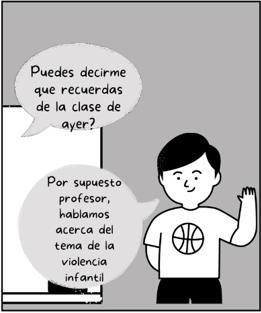 Puedes decirme
que recuerdas
de la clase de
ayer?
Por supuesto
profesor,
hablamos
acerca del
tema de la
violencia
infantil